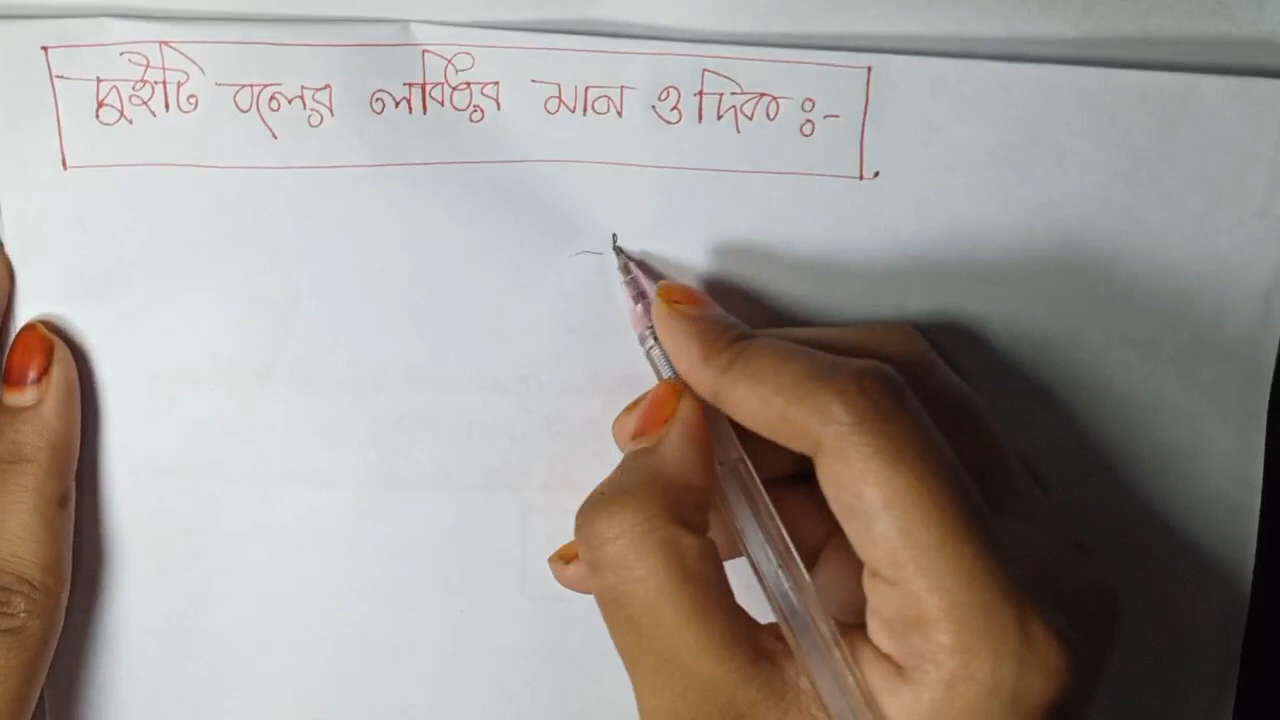 দুইটি বলের লব্ধির মান ও দিক ঃ-